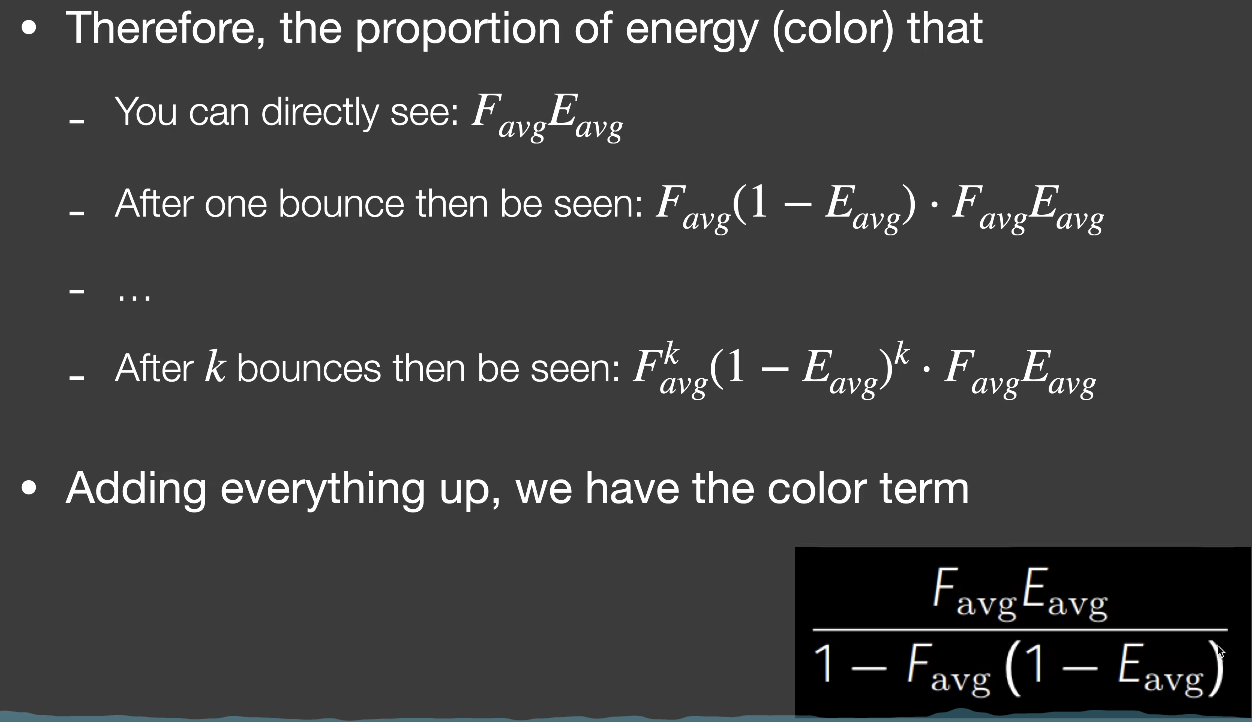 • Therefore, the proportion of energy (color) that
- You can directly see: $F_{avg}E_{avg}$
- After one bounce then be seen: $F_{avg}(1 - E_{avg}) \cdot F_{avg}E_{avg}$
- ...
- After $k$ bounces then be seen: $F_{avg}^{k}(1 - E_{avg})^{k} \cdot F_{avg}E_{avg}$
• Adding everything up, we have the color term
$\frac{F_{\text{avg}}E_{\text{avg}}}{1 - F_{\text{avg}}(1 - E_{\text{avg}})}$